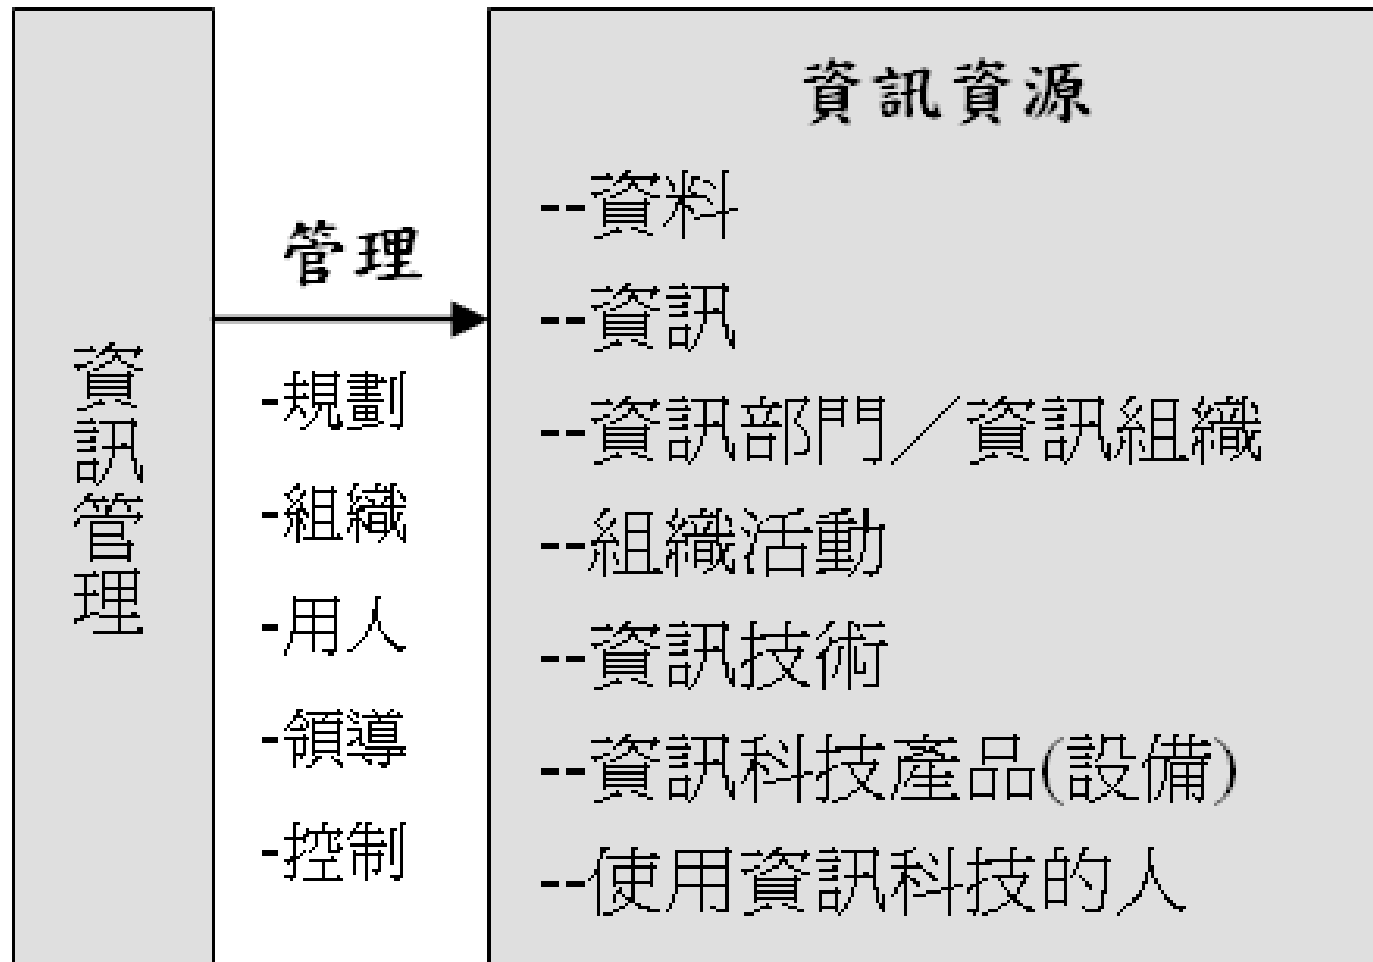 資訊管理
管理
-規劃
-組織
-用人
-領導
-控制
資訊資源
--資料
--資訊
--資訊部門／資訊組織
--組織活動
--資訊技術
--資訊科技產品(設備)
--使用資訊科技的人